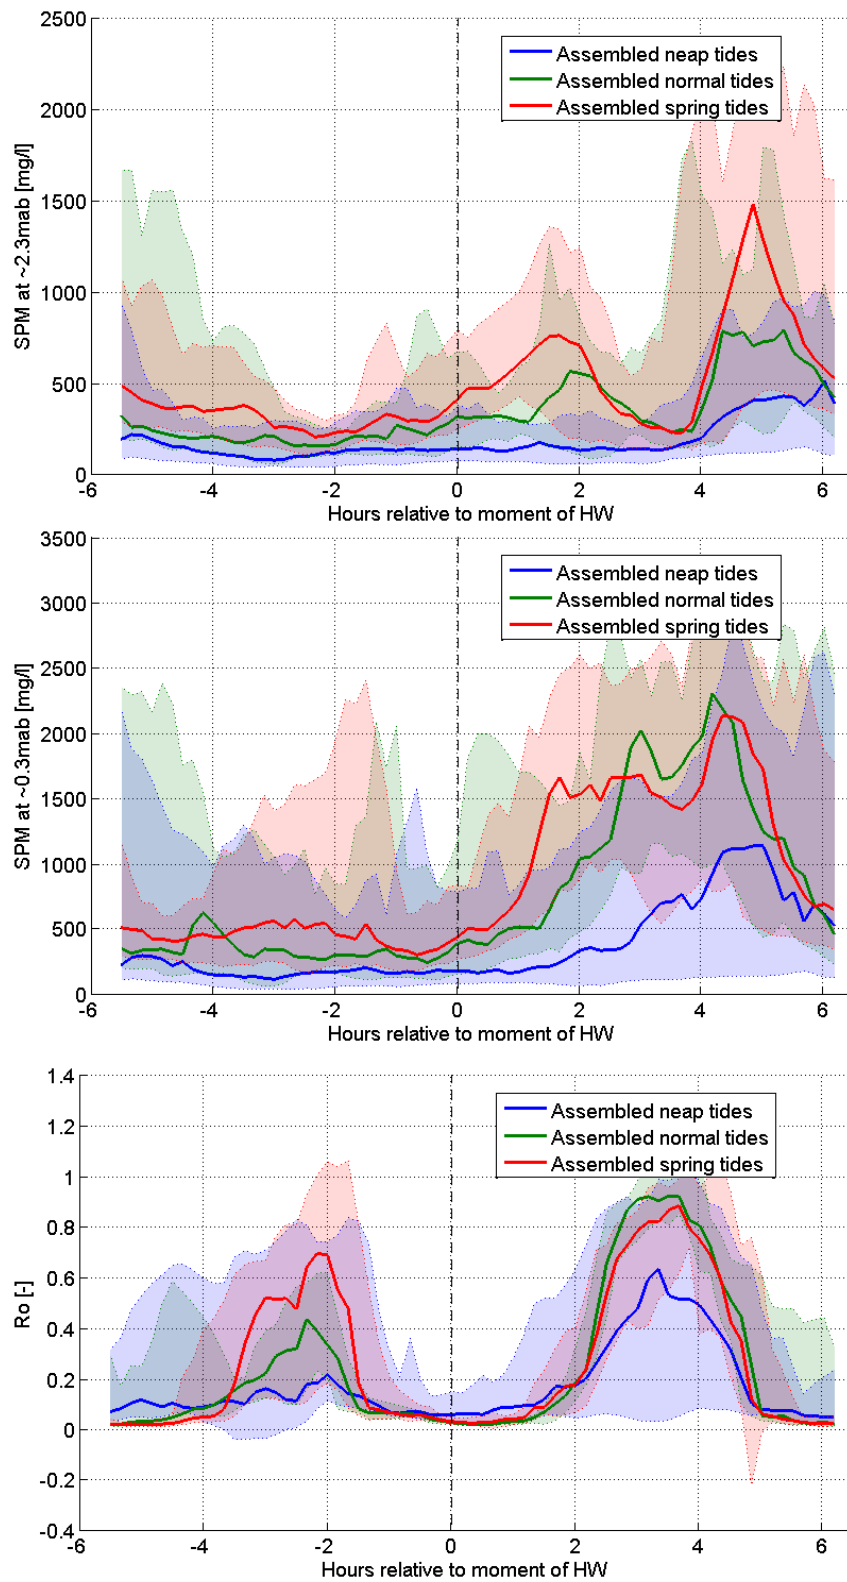 2500
2000
1500
1000
500
0
SPM at ~2.3mab [mg/l]
Assembled neap tides
Assembled normal tides
Assembled spring tides
-6 -4 -2 0 2 4 6
Hours relative to moment of HW
3500
3000
2500
2000
1500
1000
500
0
SPM at ~0.3mab [mg/l]
Assembled neap tides
Assembled normal tides
Assembled spring tides
-6 -4 -2 0 2 4 6
Hours relative to moment of HW
1.4
1.2
1
0.8
0.6
0.4
0.2
0
-0.2
-0.4
Ro [-]
Assembled neap tides
Assembled normal tides
Assembled spring tides
-6 -4 -2 0 2 4 6
Hours relative to moment of HW